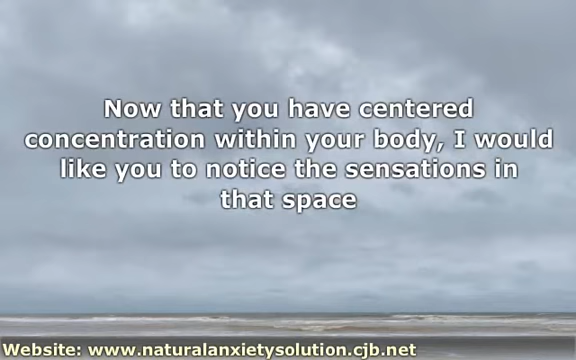 Now that you have centered
concentration within your body, I would
like you to notice the sensations in
that space
Website: www.naturalanxietysolution.cjb.net